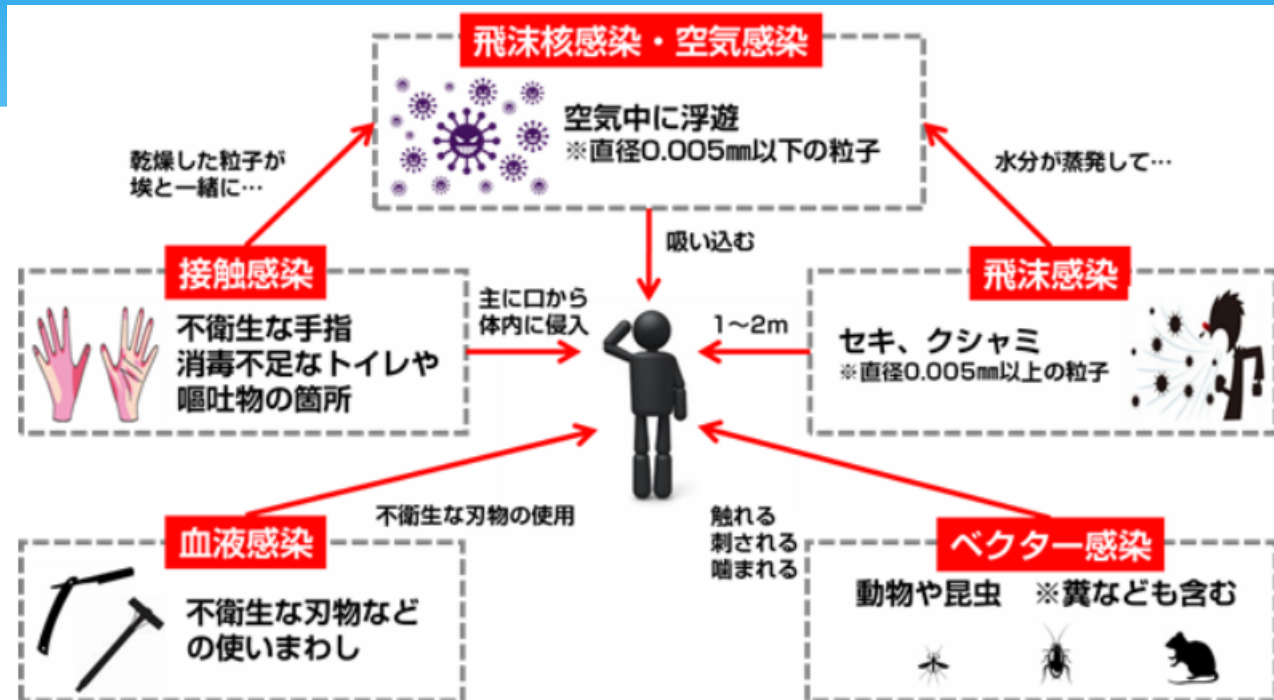 飛沫核感染・空気感染
空気中に浮遊
※直径0.005㎜以下の粒子
乾燥した粒子が
埃と一緒に…
水分が蒸発して…
吸い込む
接触感染
不衛生な手指
消毒不足なトイレや
嘔吐物の箇所
主に口から
体内に侵入
1〜2m
飛沫感染
セキ、クシャミ
※直径0.005㎜以上の粒子
血液感染
不衛生な刃物など
の使いまわし
不衛生な刃物の使用
触れる
刺される
噛まれる
ベクター感染
動物や昆虫 ※糞なども含む